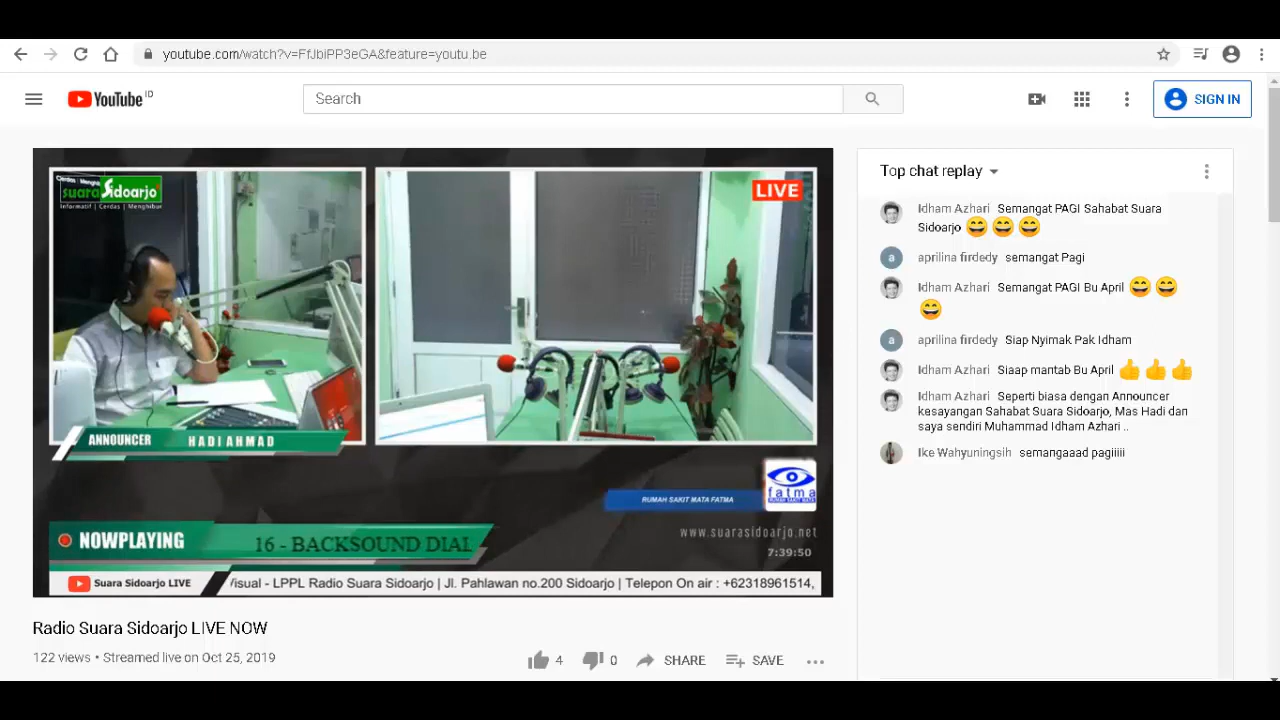 youtube.com/watch?v=FfJbiPP3eGA&feature=youtu.be
YouTube ID
Search
SIGN IN
suara Sidoarjo
Informatif | Cerdas | Menghibur
LIVE
ANNOUNCER HADI AHMAD
RUMAH SAKIT MATA FATMA
fatma
RUMAH SAKIT MATA
www.suarasidoarjo.net
NOWPLAYING 16 - BACKSOUND DIAL
7:39:50
Suara Sidoarjo LIVE Visual - LPPL Radio Suara Sidoarjo | Jl. Pahlawan no.200 Sidoarjo | Telepon On air : +62318961514,
Radio Suara Sidoarjo LIVE NOW
122 views • Streamed live on Oct 25, 2019
4 0 SHARE SAVE
Top chat replay
Idham Azhari Semangat PAGI Sahabat Suara
Sidoarjo 😄😄😄
a aprilina firdedy semangat Pagi
Idham Azhari Semangat PAGI Bu April 😄😄
😄
a aprilina firdedy Siap Nyimak Pak Idham
Idham Azhari Siaap mantab Bu April 👍👍👍
Idham Azhari Seperti biasa dengan Announcer
kesayangan Sahabat Suara Sidoarjo, Mas Hadi dan
saya sendiri Muhammad Idham Azhari ..
Ike Wahyuningsih semangaaad pagiiiii